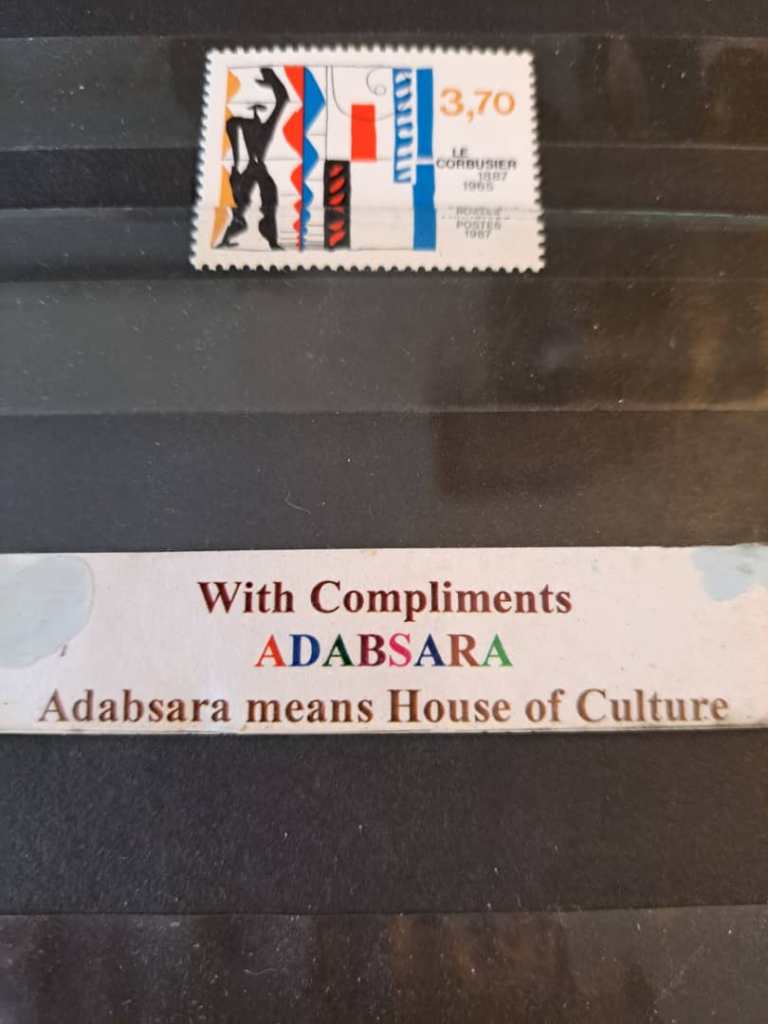 3,70
LE
CORBUSIER
1887
1965
POSTES
1987
With Compliments
ADABSARA
Adabsara means House of Culture